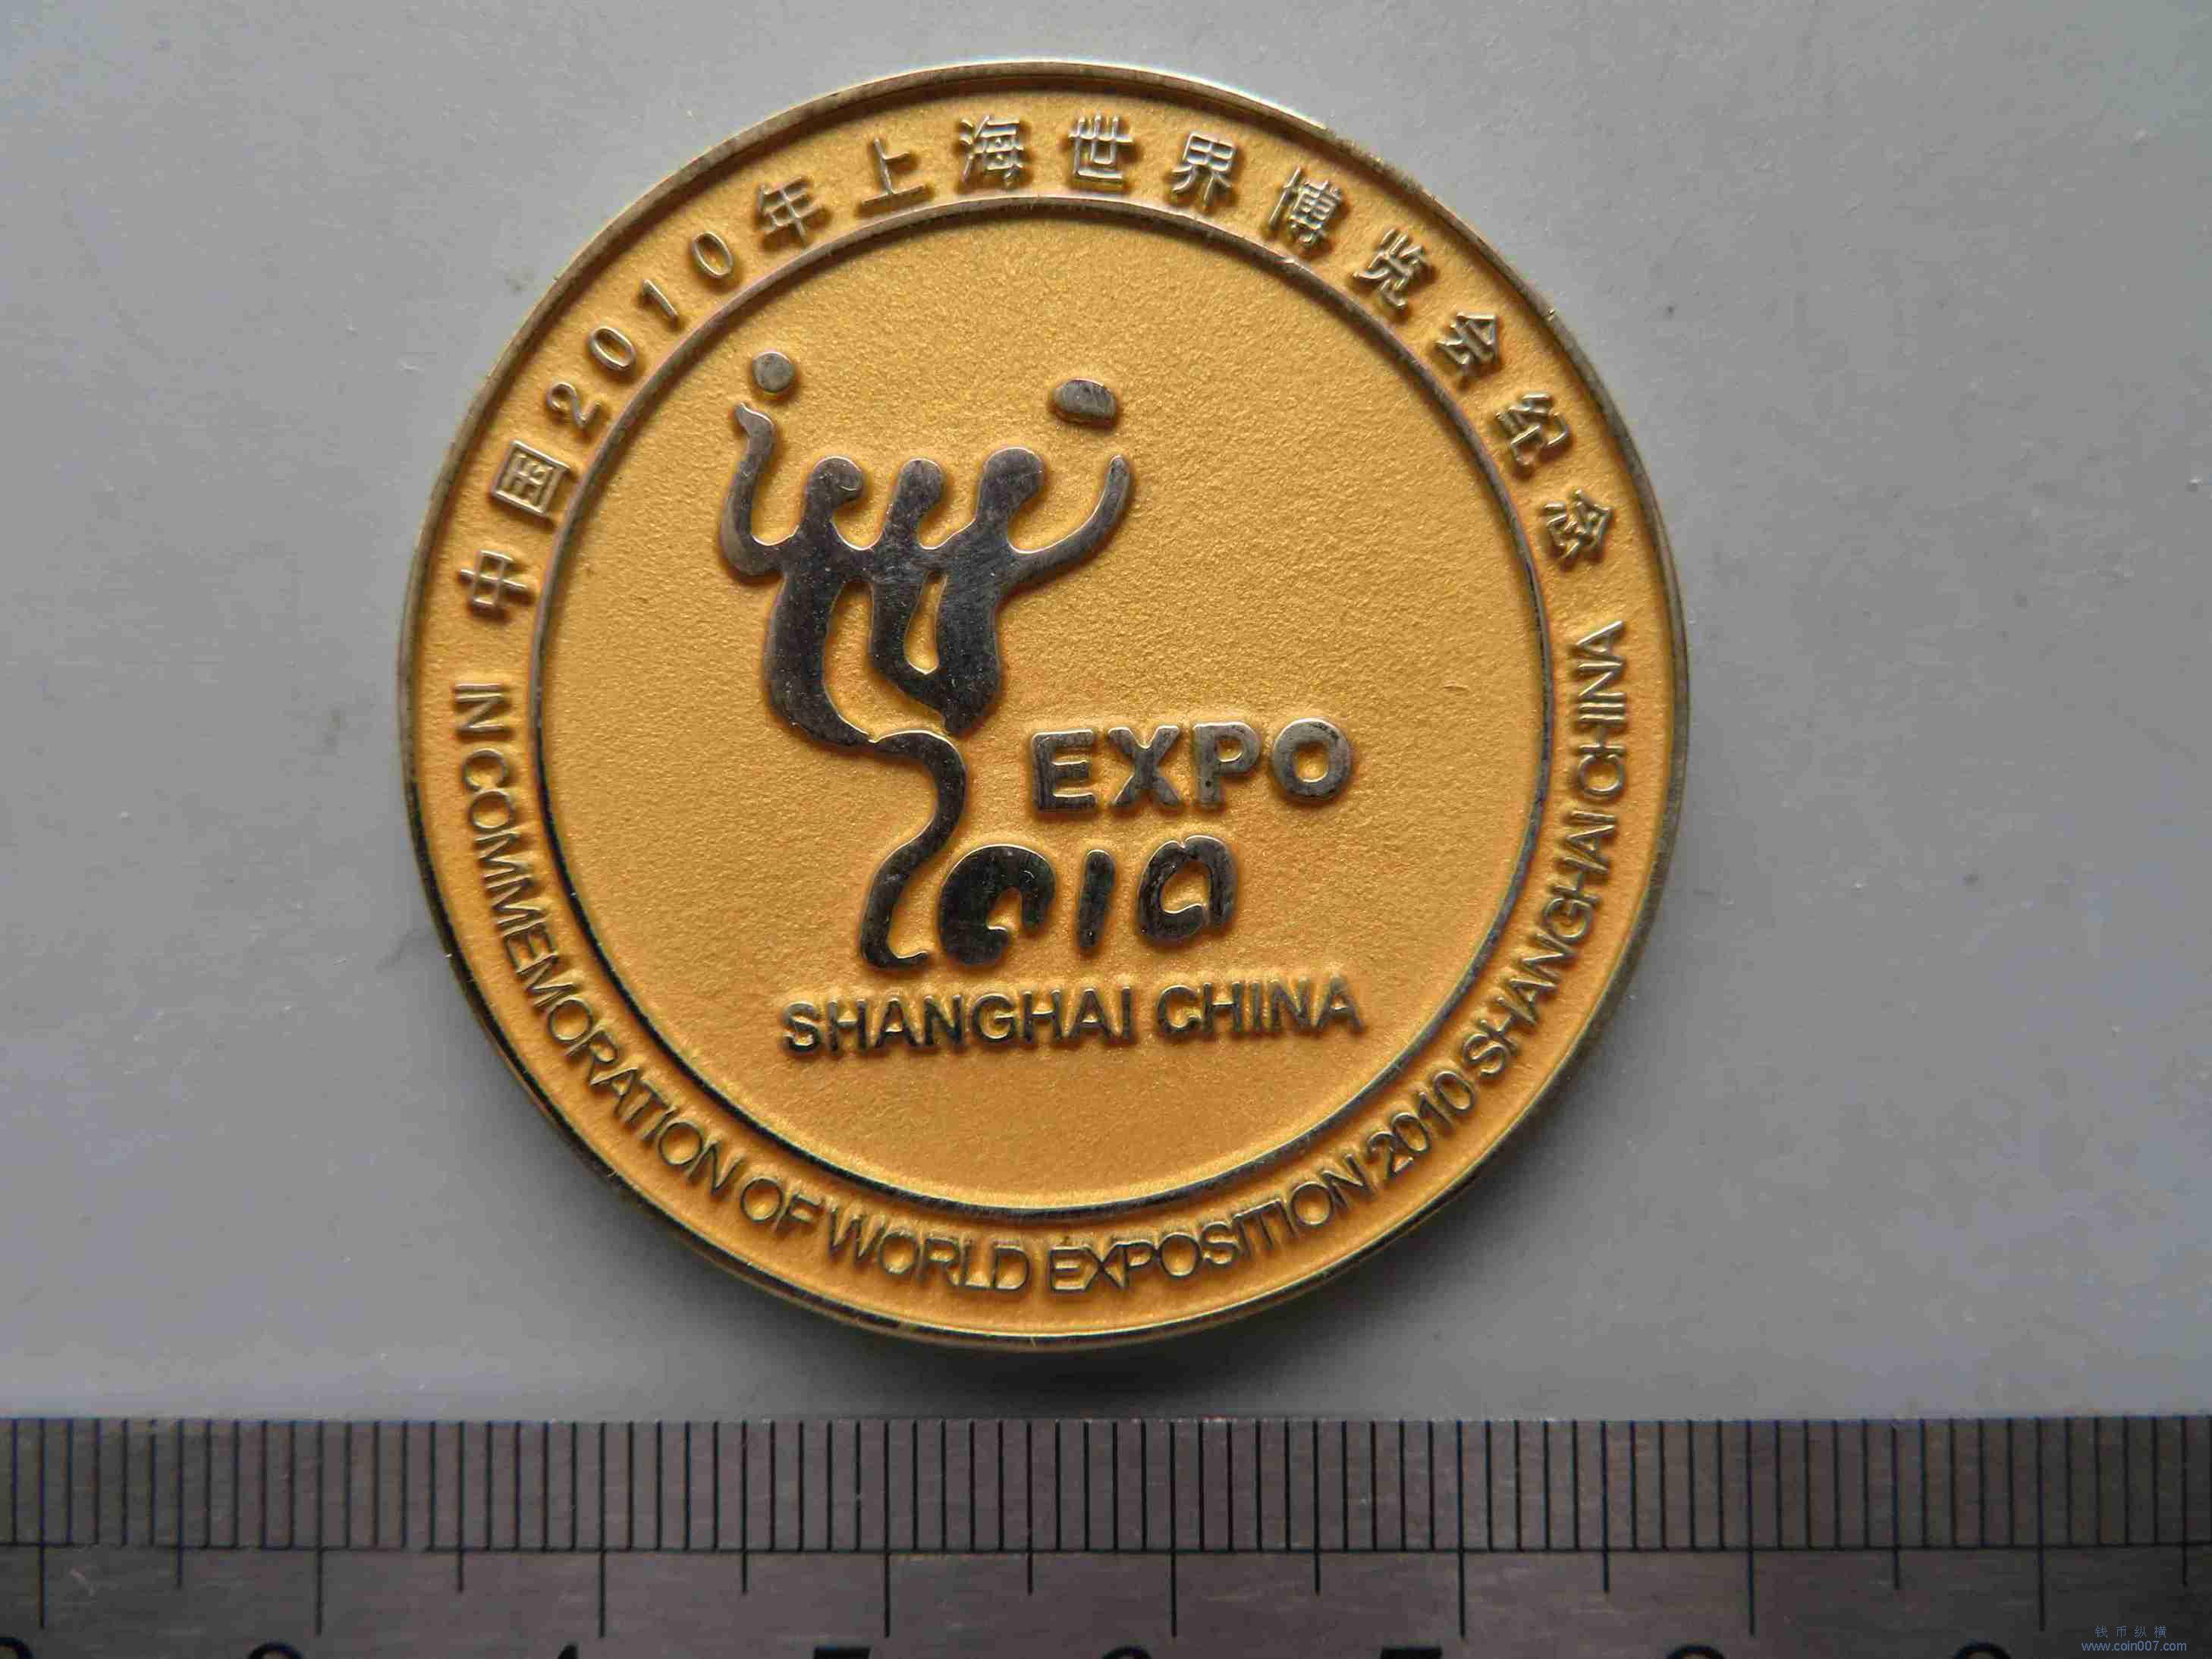 中国2010年上海世界博览会纪念
EXPO
2010
SHANGHAI CHINA
IN COMMEMORATION OF WORLD EXPOSITION 2010 SHANGHAI CHINA
钱币纵横
www.coin007.com